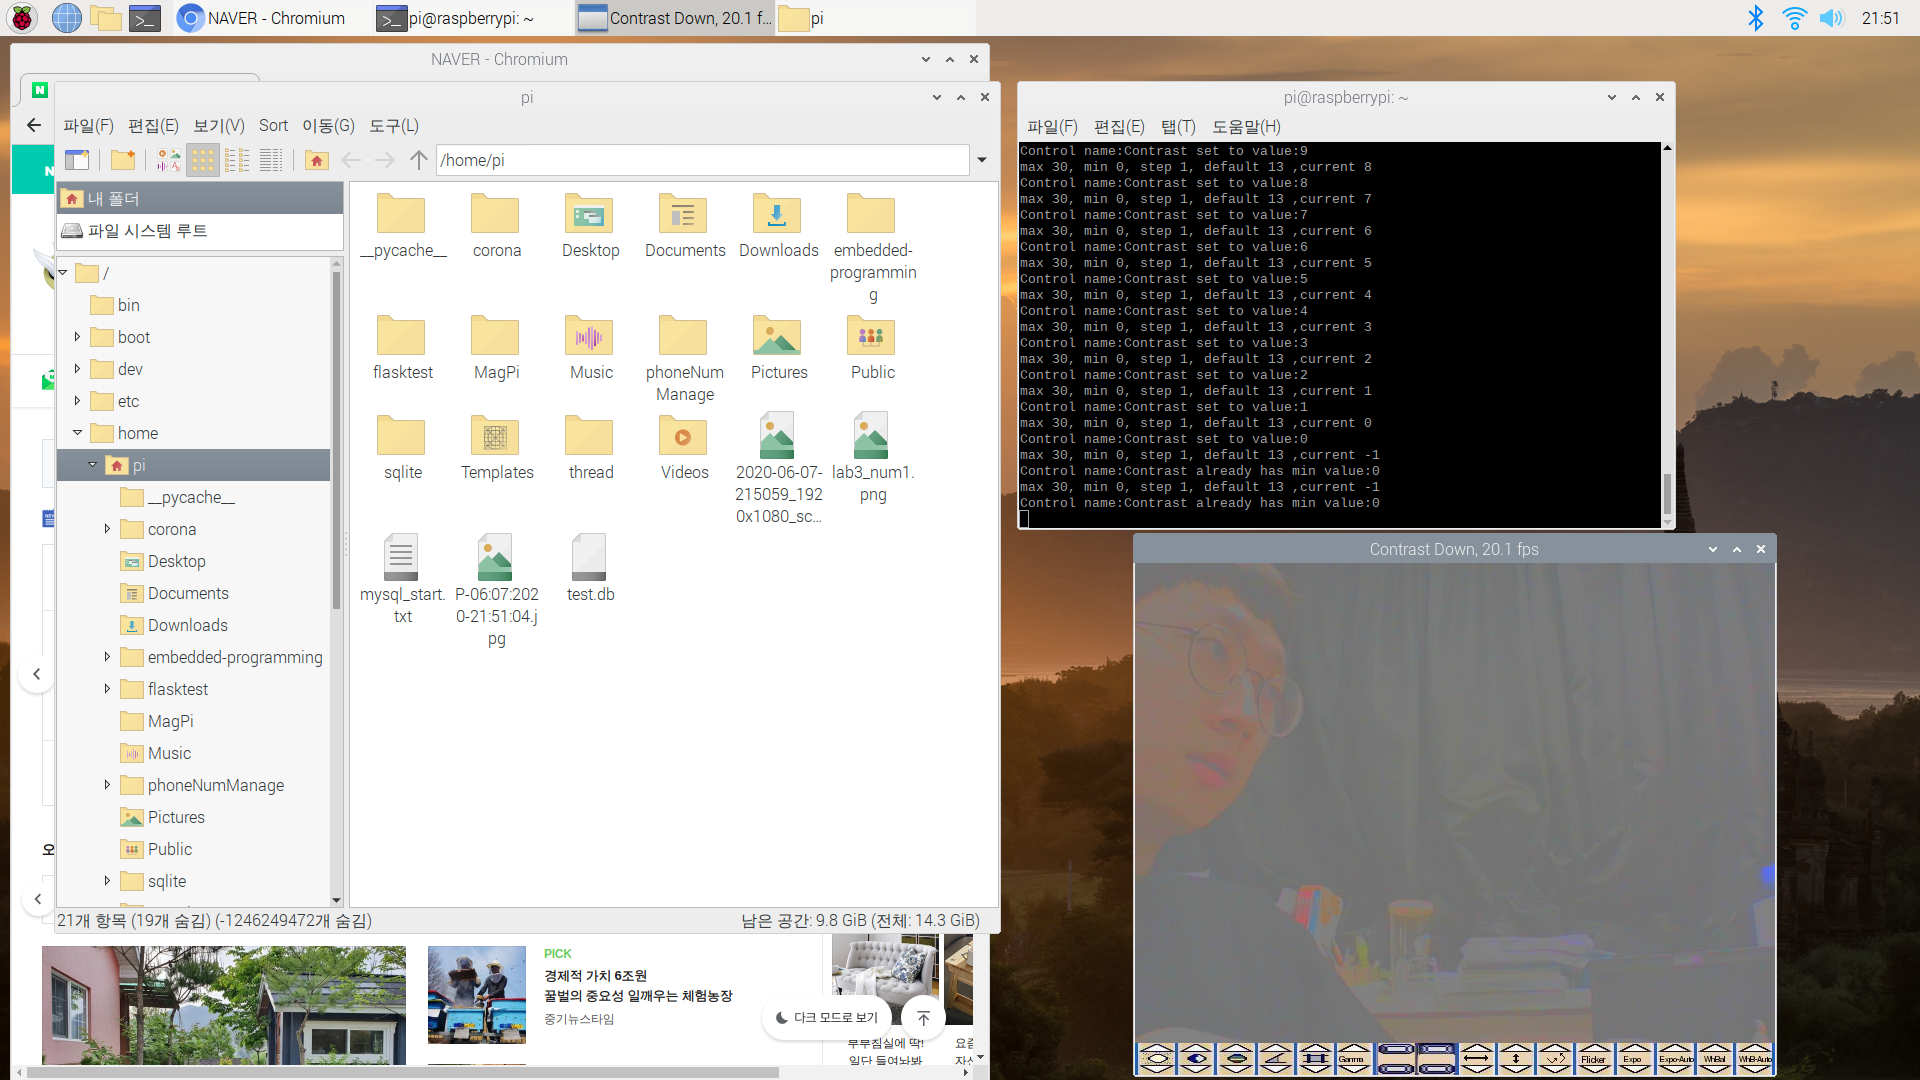 NAVER - Chromium
pi@raspberrypi: ~
Contrast Down, 20.1 f...
pi
21:51
NAVER - Chromium
pi
파일(F) 편집(E) 보기(V) Sort 이동(G) 도구(L)
/home/pi
내 폴더
파일 시스템 루트
/
bin
boot
dev
etc
home
pi
__pycache__
corona
Desktop
Documents
Downloads
embedded-programming
flasktest
MagPi
Music
phoneNumManage
Pictures
Public
sqlite
__pycache__
corona
Desktop
Documents
Downloads
embedded-
programmin
g
flasktest
MagPi
Music
phoneNum
Manage
Pictures
Public
sqlite
Templates
thread
Videos
2020-06-07-
215059_192
0x1080_sc...
lab3_num1.
png
mysql_start.
txt
P-06:07:202
0-21:51:04.j
pg
test.db
21개 항목 (19개 숨김) (-1246249472개 숨김)
남은 공간: 9.8 GiB (전체: 14.3 GiB)
PICK
경제적 가치 6조원
꿀벌의 중요성 일깨우는 체험농장
중기뉴스타임
다크 모드로 보기
부부침실에 딱!
일단 들여놔봐
pi@raspberrypi: ~
파일(F) 편집(E) 탭(T) 도움말(H)
Control name:Contrast set to value:9
max 30, min 0, step 1, default 13 ,current 8
Control name:Contrast set to value:8
max 30, min 0, step 1, default 13 ,current 7
Control name:Contrast set to value:7
max 30, min 0, step 1, default 13 ,current 6
Control name:Contrast set to value:6
max 30, min 0, step 1, default 13 ,current 5
Control name:Contrast set to value:5
max 30, min 0, step 1, default 13 ,current 4
Control name:Contrast set to value:4
max 30, min 0, step 1, default 13 ,current 3
Control name:Contrast set to value:3
max 30, min 0, step 1, default 13 ,current 2
Control name:Contrast set to value:2
max 30, min 0, step 1, default 13 ,current 1
Control name:Contrast set to value:1
max 30, min 0, step 1, default 13 ,current 0
Control name:Contrast set to value:0
max 30, min 0, step 1, default 13 ,current -1
Control name:Contrast already has min value:0
max 30, min 0, step 1, default 13 ,current -1
Control name:Contrast already has min value:0
Contrast Down, 20.1 fps
Gamma
Flicker
Expo
Expo-Auto
WhBal
WhB-Auto